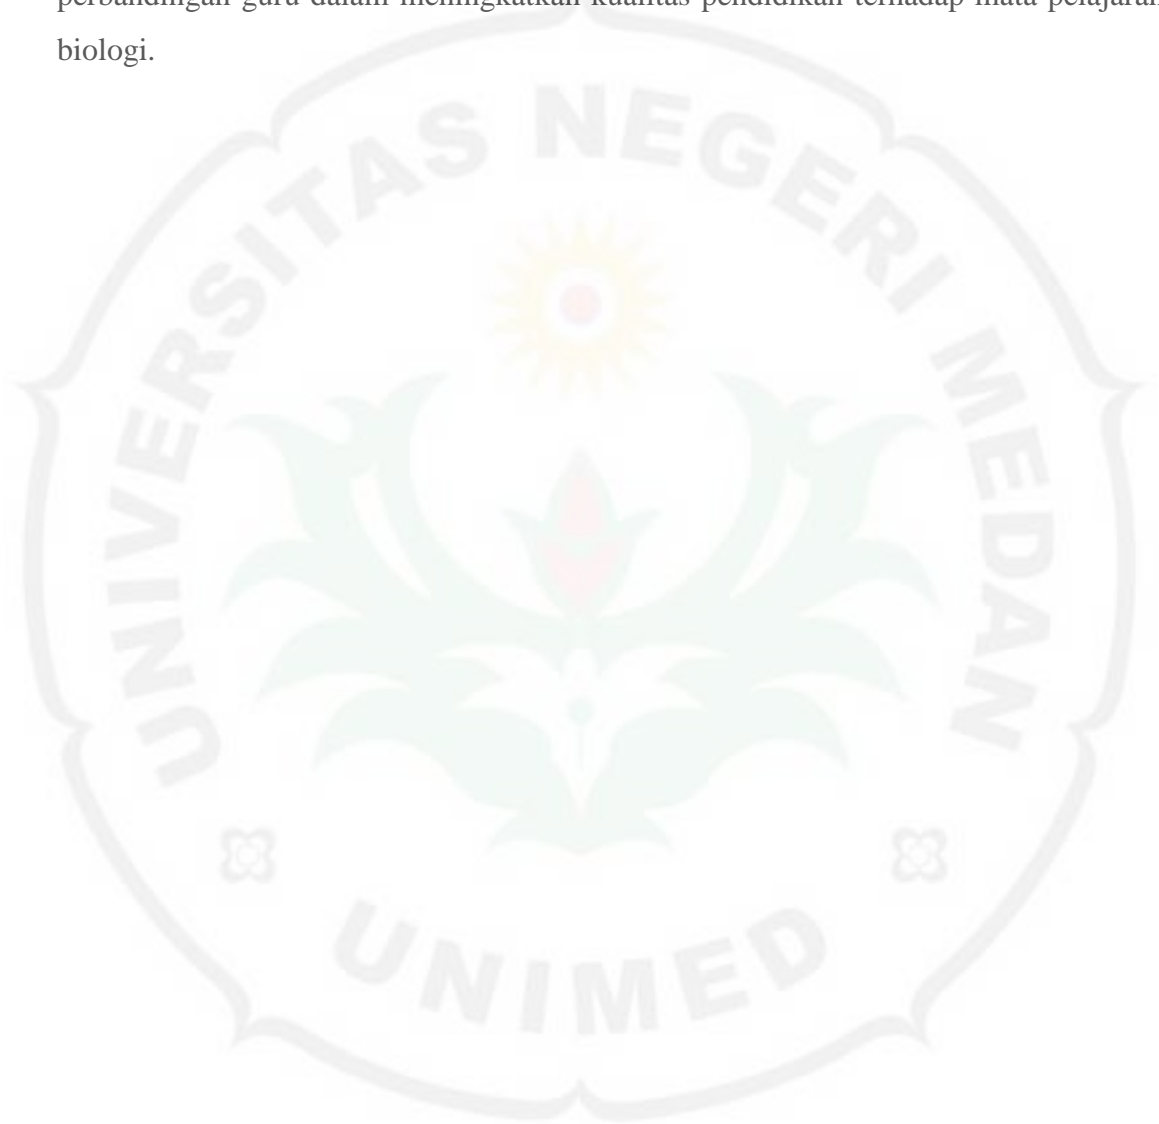 perbandingan guru dalam meningkatkan kualitas pendidikan terhadap mata pelajaran
biologi.
UNIVERSITAS NEGERI MEDAN
UNIMED